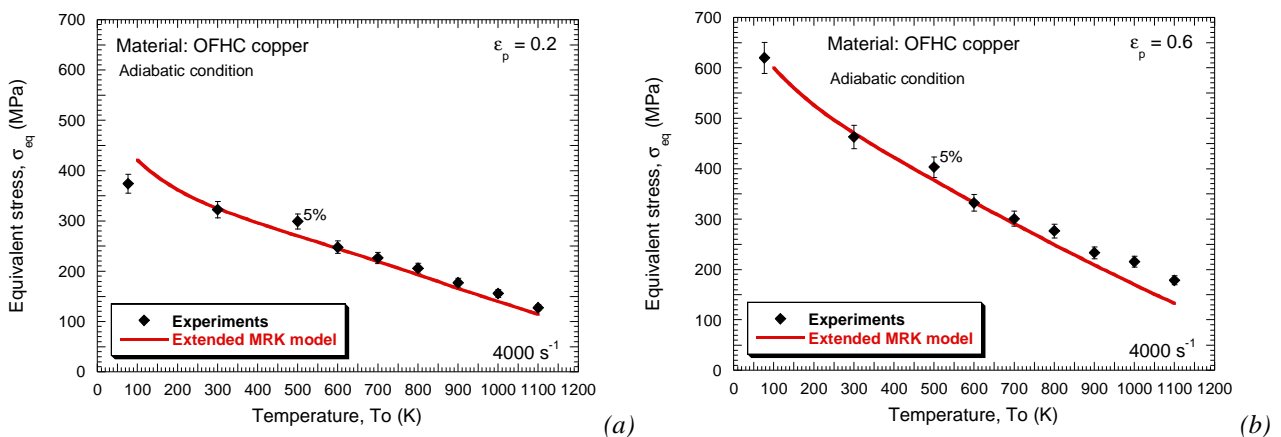 700
600
500
400
300
200
100
0
Equivalent stress, σeq (MPa)
Material: OFHC copper
εp = 0.2
Adiabatic condition
5%
Experiments
Extended MRK model
4000 s⁻¹
0 100 200 300 400 500 600 700 800 900 1000 1100 1200
Temperature, To (K)
(a)
700
600
500
400
300
200
100
0
Equivalent stress, σeq (MPa)
Material: OFHC copper
εp = 0.6
Adiabatic condition
5%
Experiments
Extended MRK model
4000 s⁻¹
0 100 200 300 400 500 600 700 800 900 1000 1100 1200
Temperature, To (K)
(b)